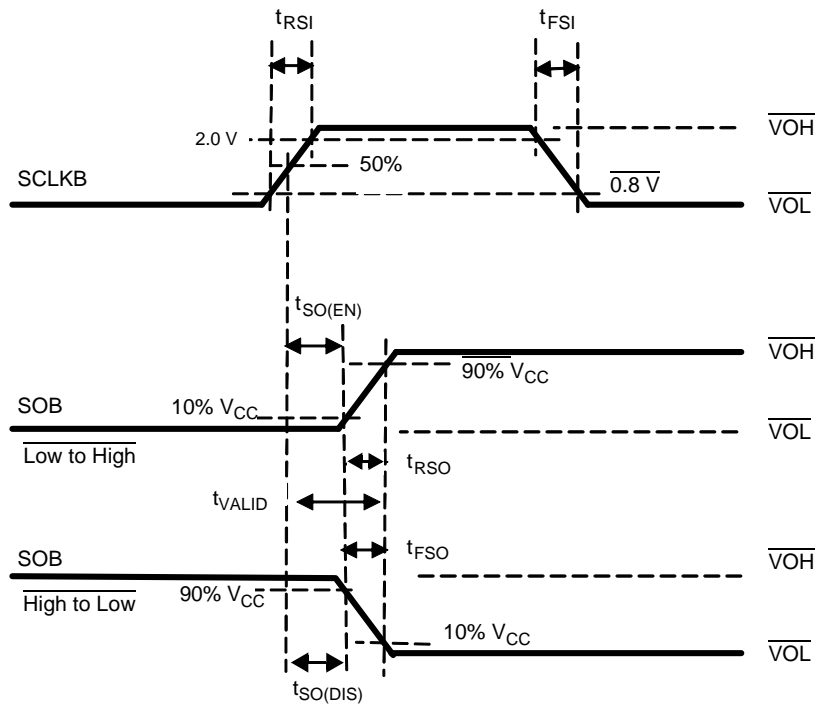 tRSI
tFSI
VOH
2.0 V
50%
SCLKB
0.8 V
VOL
tSO(EN)
VOH
90% VCC
10% VCC
SOB
VOL
Low to High
tRSO
tVALID
tFSO
VOH
SOB
High to Low
90% VCC
10% VCC
VOL
tSO(DIS)